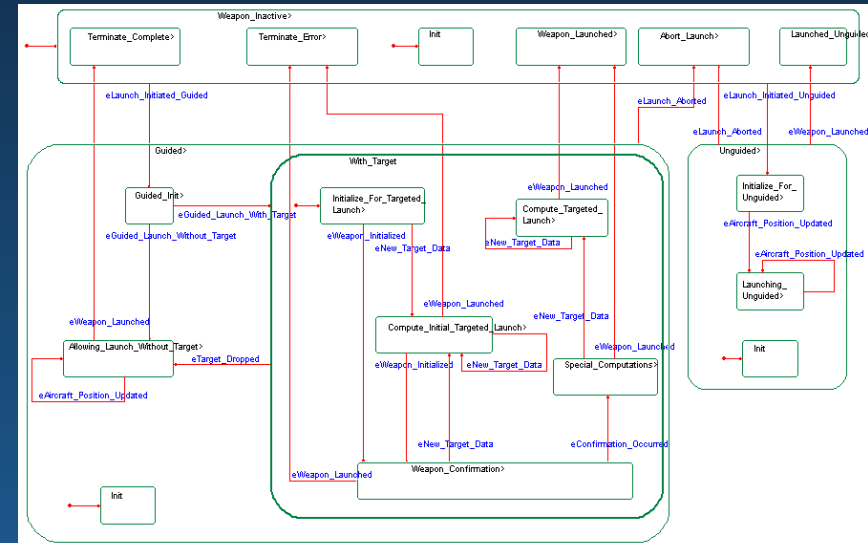 Weapon_Inactive>
Terminate_Complete>
Terminate_Error>
Init
Weapon_Launched>
Abort_Launch>
Launched_Unguided
eLaunch_Initiated_Guided
eLaunch_Aborted
eLaunch_Initiated_Unguided
eLaunch_Aborted
eWeapon_Launched
Guided>
With_Target
Unguided>
Guided_Init>
eGuided_Launch_With_Target
eGuided_Launch_Without_Target
Initialize_For_Targeted_
Launch>
eWeapon_Initialized
eNew_Target_Data
eWeapon_Launched
Compute_Targeted_
Launch>
eNew_Target_Data
Initialize_For_
Unguided>
eAircraft_Position_Updated
eAircraft_Position_Updated
Launching_
Unguided>
eWeapon_Launched
eWeapon_Launched
eNew_Target_Data
Allowing_Launch_Without_Target>
eTarget_Dropped
eAircraft_Position_Updated
Compute_Initial_Targeted_Launch>
eWeapon_Initialized
eNew_Target_Data
eWeapon_Launched
Special_Computations>
Init
eNew_Target_Data
eConfirmation_Occurred
eWeapon_Launched
Weapon_Confirmation>
Init